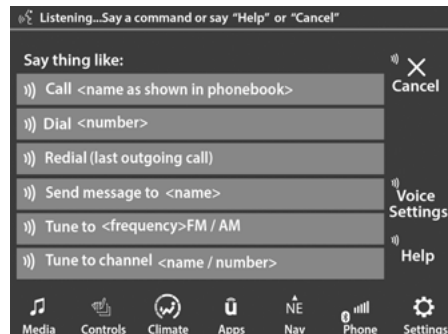 Listening...Say a command or say “Help” or “Cancel”
Say thing like:
Call <name as shown in phonebook>
Dial <number>
Redial (last outgoing call)
Send message to <name>
Tune to <frequency>FM / AM
Tune to channel <name / number>
Cancel
Voice
Settings
Help
û
NE
Media Controls Climate Apps Nav Phone Settings